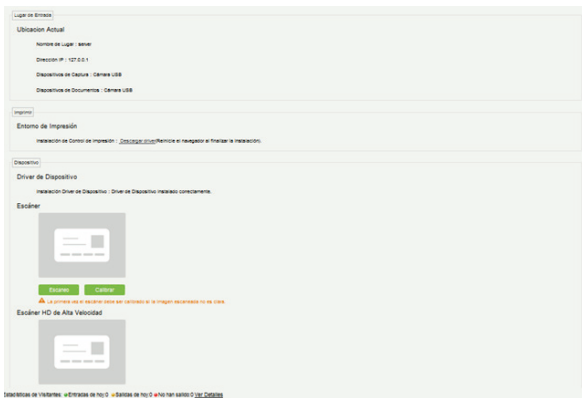 Lugar de Entrada
Ubicacion Actual
Nombre de Lugar : server
Dirección IP : 127.0.0.1
Dispositivos de Captura : Cámara USB
Dispositivos de Documentos : Cámara USB
Imprimir
Entorno de Impresión
Instalación de Control de Impresión : Descargar driver Reinicie el navegador al finalizar la instalación.
Dispositivo
Driver de Dispositivo
Instalación Driver de Dispositivo : Driver de Dispositivo instalado correctamente.
Escáner
Escaneo Calibrar
La primera vez el escáner debe ser calibrado si la imagen escaneada no es clara.
Escáner HD de Alta Velocidad
Estadísticas de Visitantes: Entradas de hoy:0 Salidas de hoy:0 No han salido:0 Ver Detalles